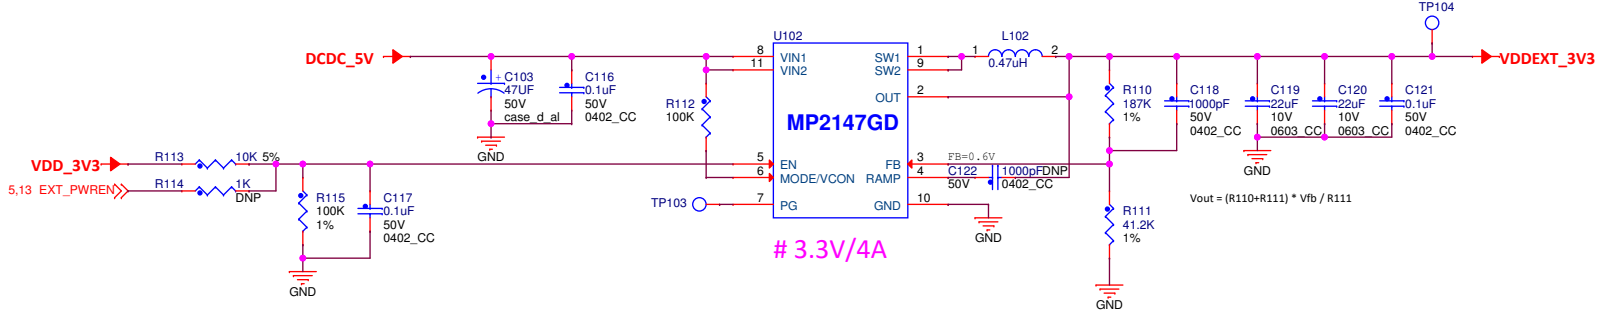 TP104
U102
DCDC_5V
8 VIN1
11 VIN2
SW1 1
SW2 9
1 L102 2
0.47uH
VDDEXT_3V3
+ C103
47UF
50V
case_d_al
C116
0.1uF
50V
0402_CC
GND
R112
100K
OUT 2
MP2147GD
R110
187K
1%
C118
1000pF
50V
0402_CC
C119
22uF
10V
0603_CC
C120
22uF
10V
0603_CC
C121
0.1uF
50V
0402_CC
GND
VDD_3V3
R113 10K 5%
5,13 EXT_PWREN
R114 1K
DNP
5 EN
6 MODE/VCON
7 PG
TP103
FB 3
FB=0.6V
RAMP 4
C122
50V
1000pF DNP
0402_CC
GND 10
GND
R115
100K
1%
C117
0.1uF
50V
0402_CC
GND
R111
41.2K
1%
GND
Vout = (R110+R111) * Vfb / R111
# 3.3V/4A